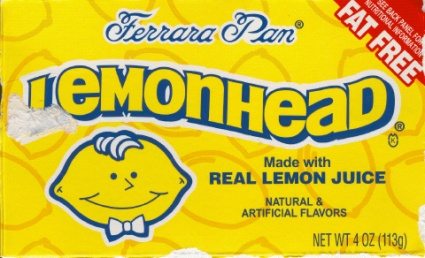 Ferrara Pan®
SEE BACK PANEL FOR
NUTRITIONAL INFORMATION
FAT FREE
LEMONHEAD®
K
Made with
REAL LEMON JUICE
NATURAL &
ARTIFICIAL FLAVORS
NET WT 4 OZ (113g)